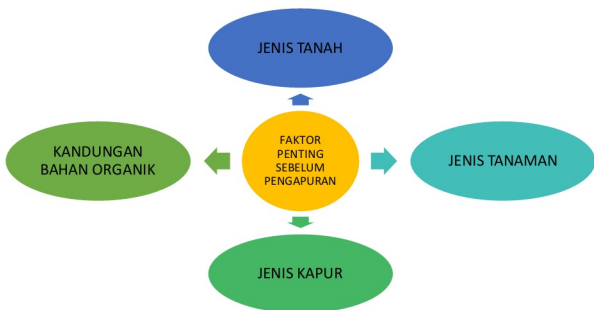 JENIS TANAH
KANDUNGAN
BAHAN ORGANIK
FAKTOR
PENTING
SEBELUM
PENGAPURAN
JENIS TANAMAN
JENIS KAPUR